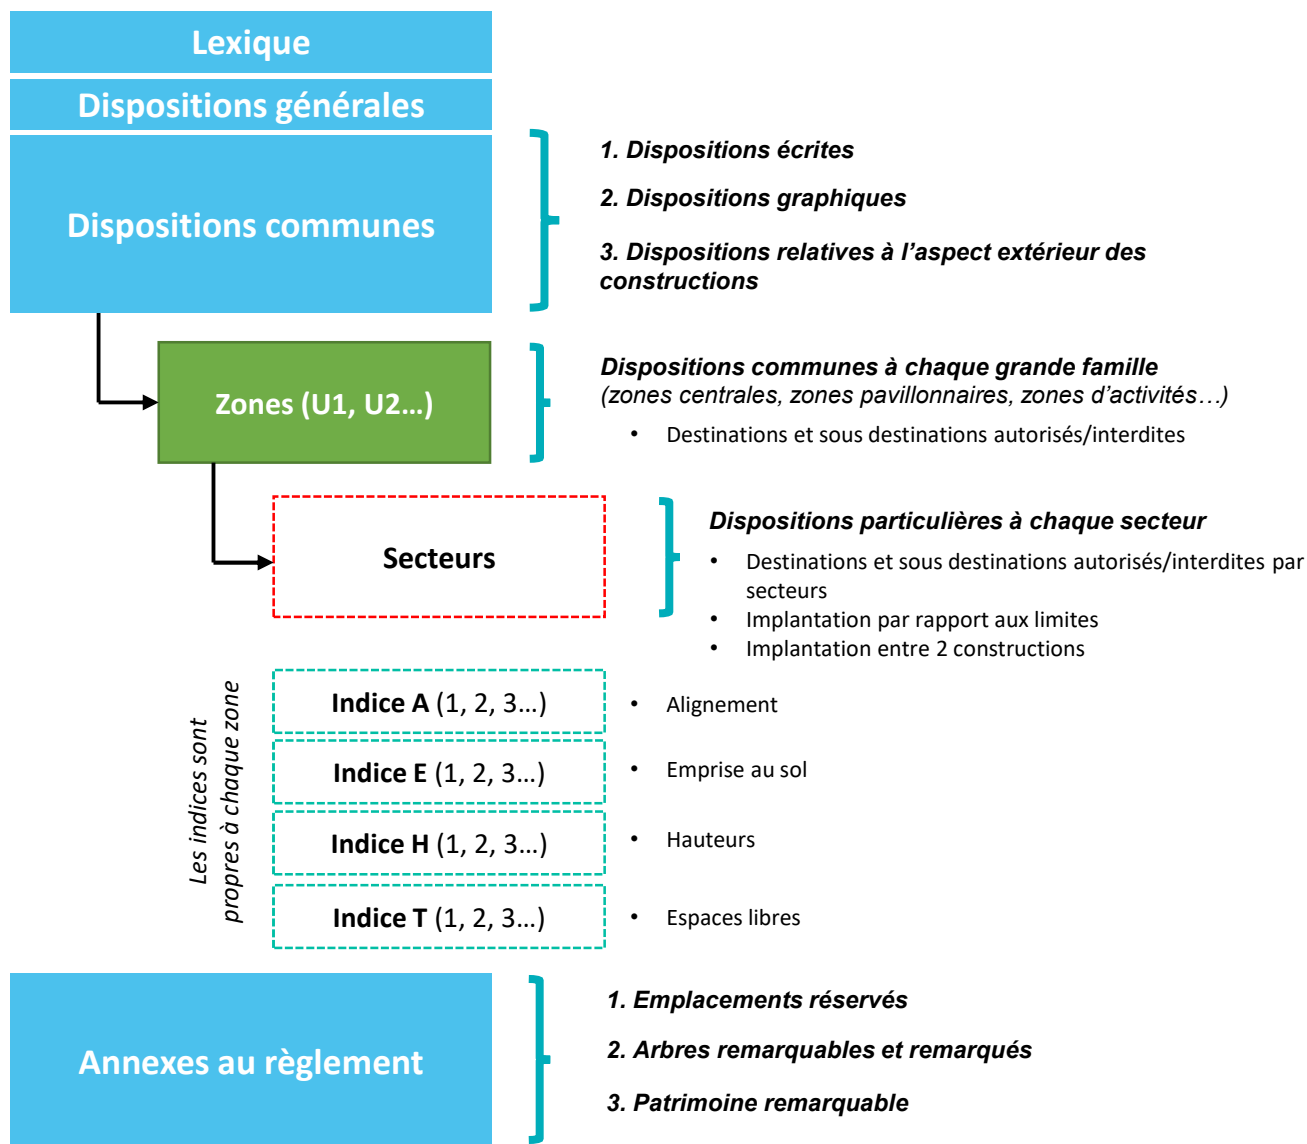 Lexique
Dispositions générales
Dispositions communes
1. Dispositions écrites
2. Dispositions graphiques
3. Dispositions relatives à l’aspect extérieur des
constructions
Zones (U1, U2…)
Dispositions communes à chaque grande famille
(zones centrales, zones pavillonnaires, zones d’activités…)
• Destinations et sous destinations autorisés/interdites
Secteurs
Dispositions particulières à chaque secteur
• Destinations et sous destinations autorisés/interdites par
secteurs
• Implantation par rapport aux limites
• Implantation entre 2 constructions
Les indices sont
propres à chaque zone
Indice A (1, 2, 3…)
• Alignement
Indice E (1, 2, 3…)
• Emprise au sol
Indice H (1, 2, 3…)
• Hauteurs
Indice T (1, 2, 3…)
• Espaces libres
Annexes au règlement
1. Emplacements réservés
2. Arbres remarquables et remarqués
3. Patrimoine remarquable